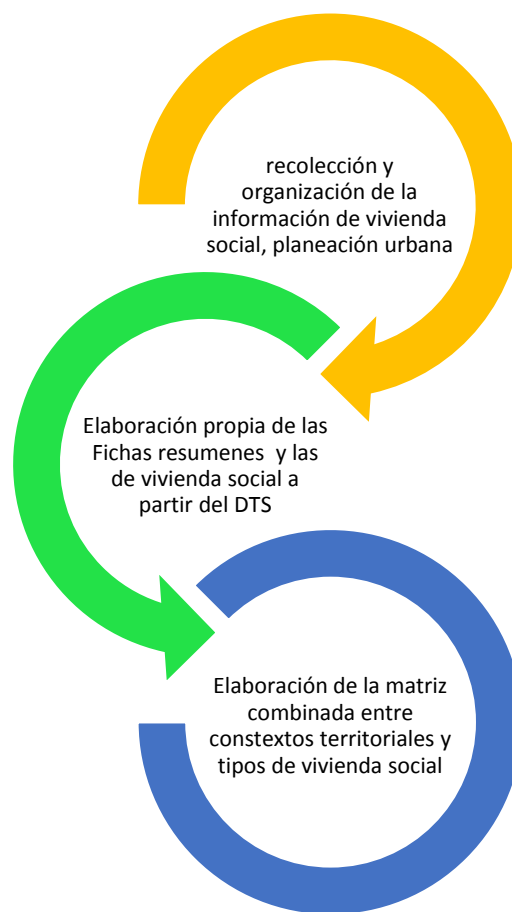 recolección y
organización de la
información de vivienda
social, planeación urbana
Elaboración propia de las
Fichas resumenes y las
de vivienda social a
partir del DTS
Elaboración de la matriz
combinada entre
constextos territoriales y
tipos de vivienda social